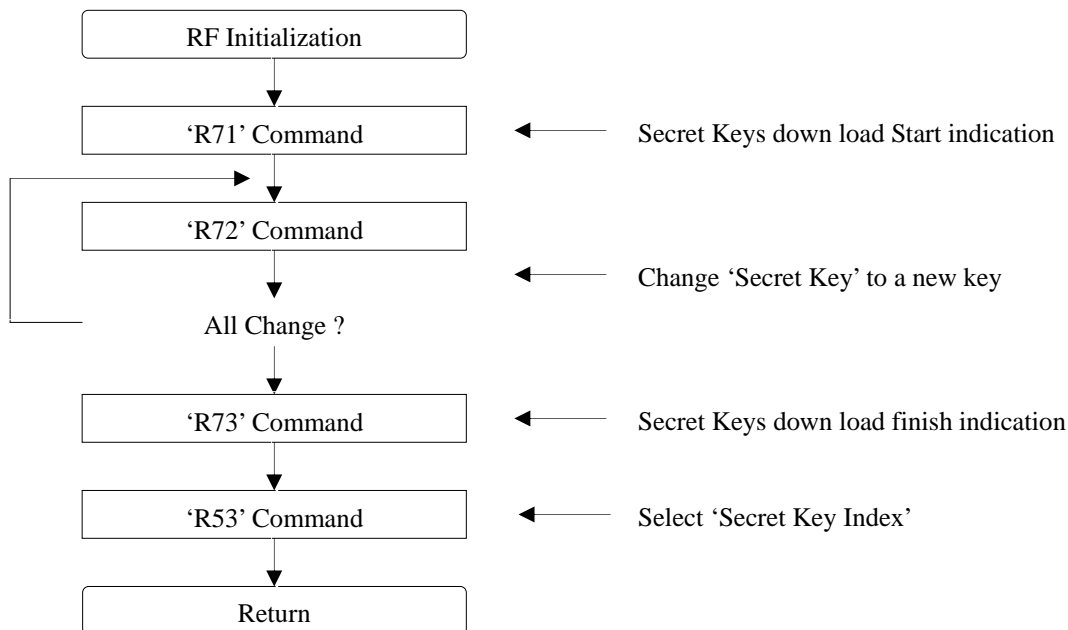 RF Initialization
‘R71’ Command
Secret Keys down load Start indication
‘R72’ Command
Change ‘Secret Key’ to a new key
All Change ?
‘R73’ Command
Secret Keys down load finish indication
‘R53’ Command
Select ‘Secret Key Index’
Return